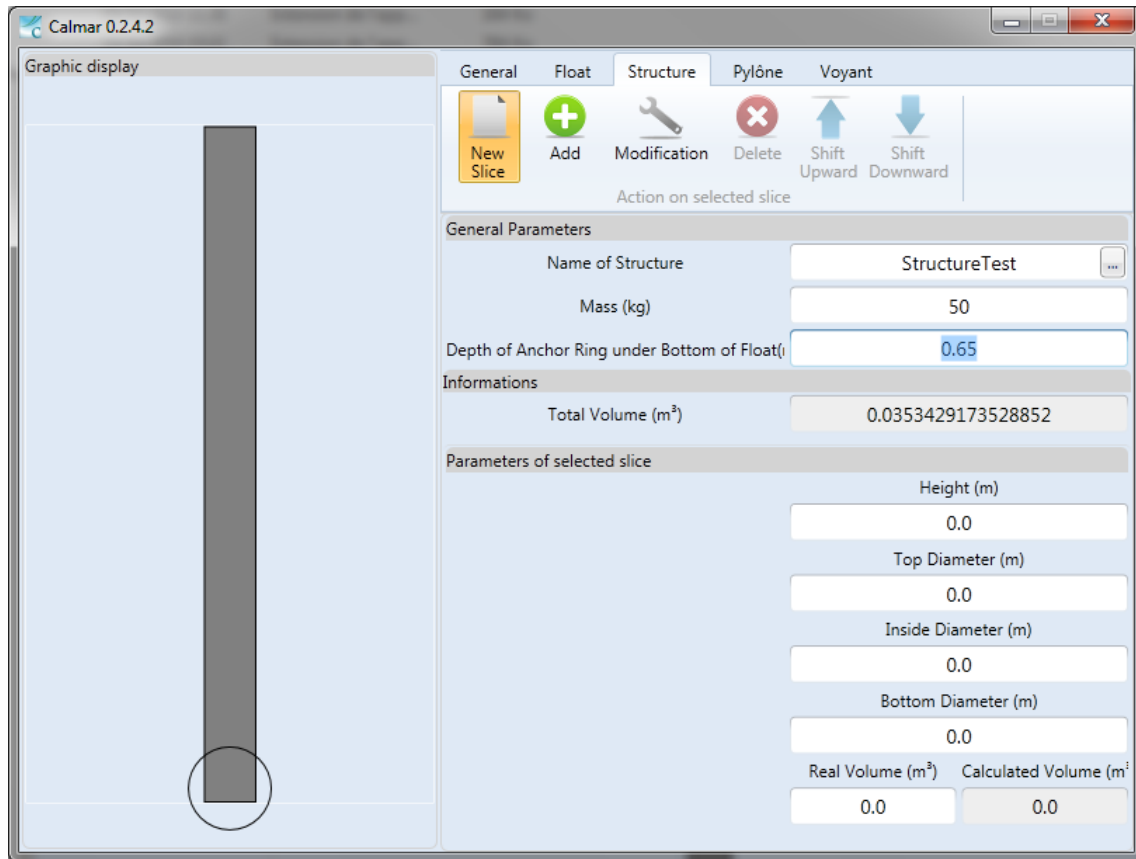 Calmar 0.2.4.2
Graphic display
General Float Structure Pylône Voyant
New Slice Add Modification Delete Shift Upward Shift Downward
Action on selected slice
General Parameters
Name of Structure StructureTest ...
Mass (kg) 50
Depth of Anchor Ring under Bottom of Float( 0.65
Informations
Total Volume (m³) 0.0353429173528852
Parameters of selected slice
Height (m)
0.0
Top Diameter (m)
0.0
Inside Diameter (m)
0.0
Bottom Diameter (m)
0.0
Real Volume (m³) Calculated Volume (m³
0.0 0.0